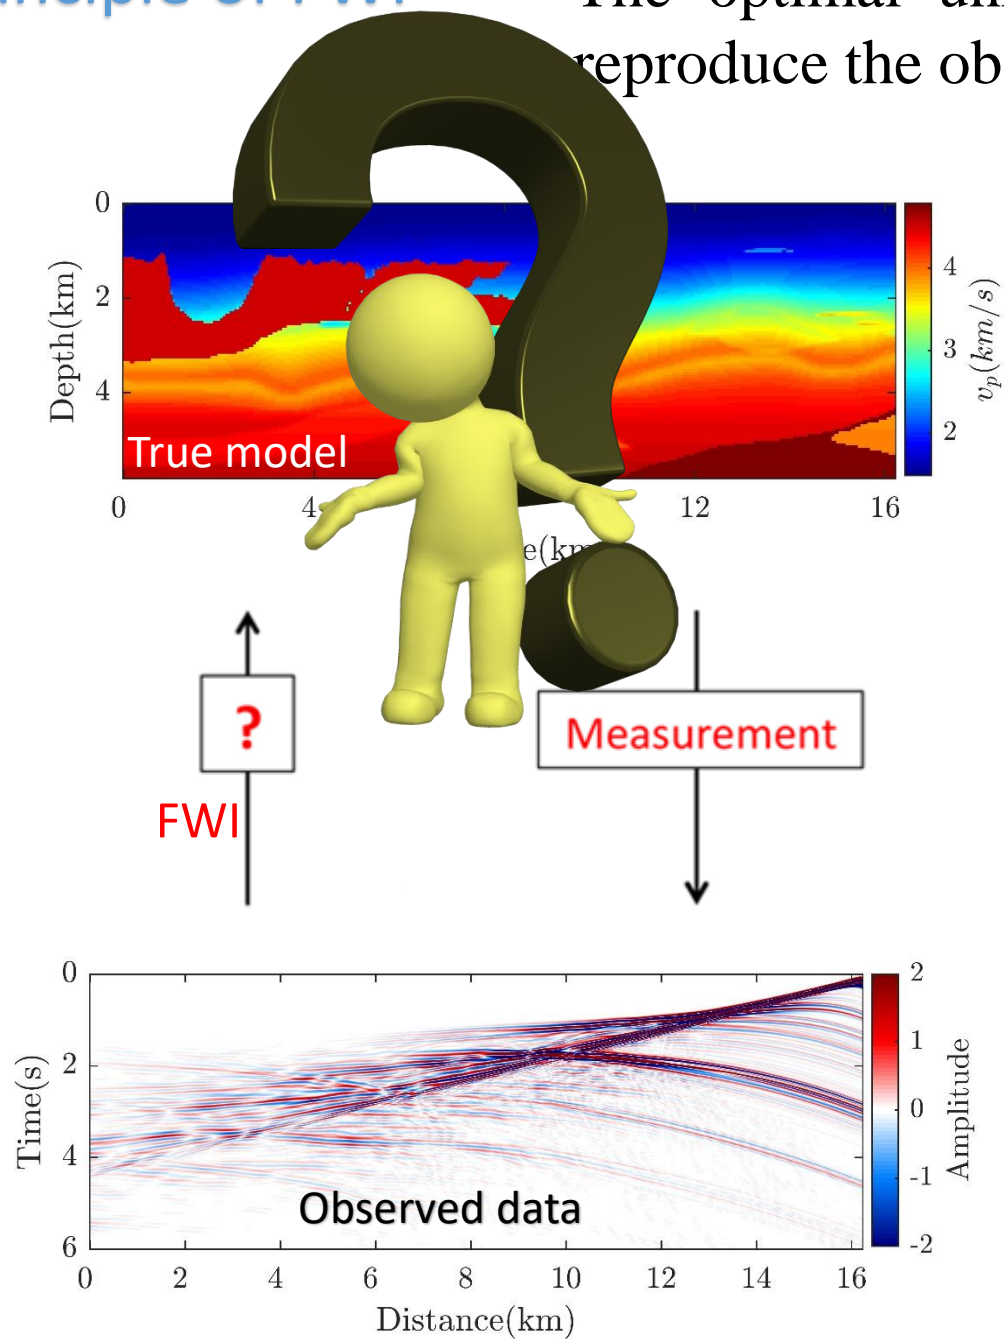 The optimal
reproduce the ob
0
2
4
Depth(km)
True model
0
4
12
16
4
3
2
v_p(km/s)
?
FWI
Measurement
0
2
4
6
Time(s)
Observed data
0 2 4 6 8 10 12 14 16
Distance(km)
2
1
0
-1
-2
Amplitude